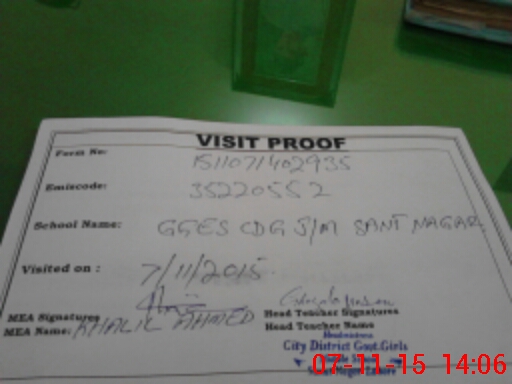 VISIT PROOF
Form No: 151107140 2935
Emiscode: 35220552
School Name: GGES CDG S/M SANT NAGAR
Visited on : 7/11/2015
MEA Signatures Head Teacher Signatures
MEA Name: KHALIL AHMED Head Teacher Name
City District Govt. Girls
07-11-15 14:06